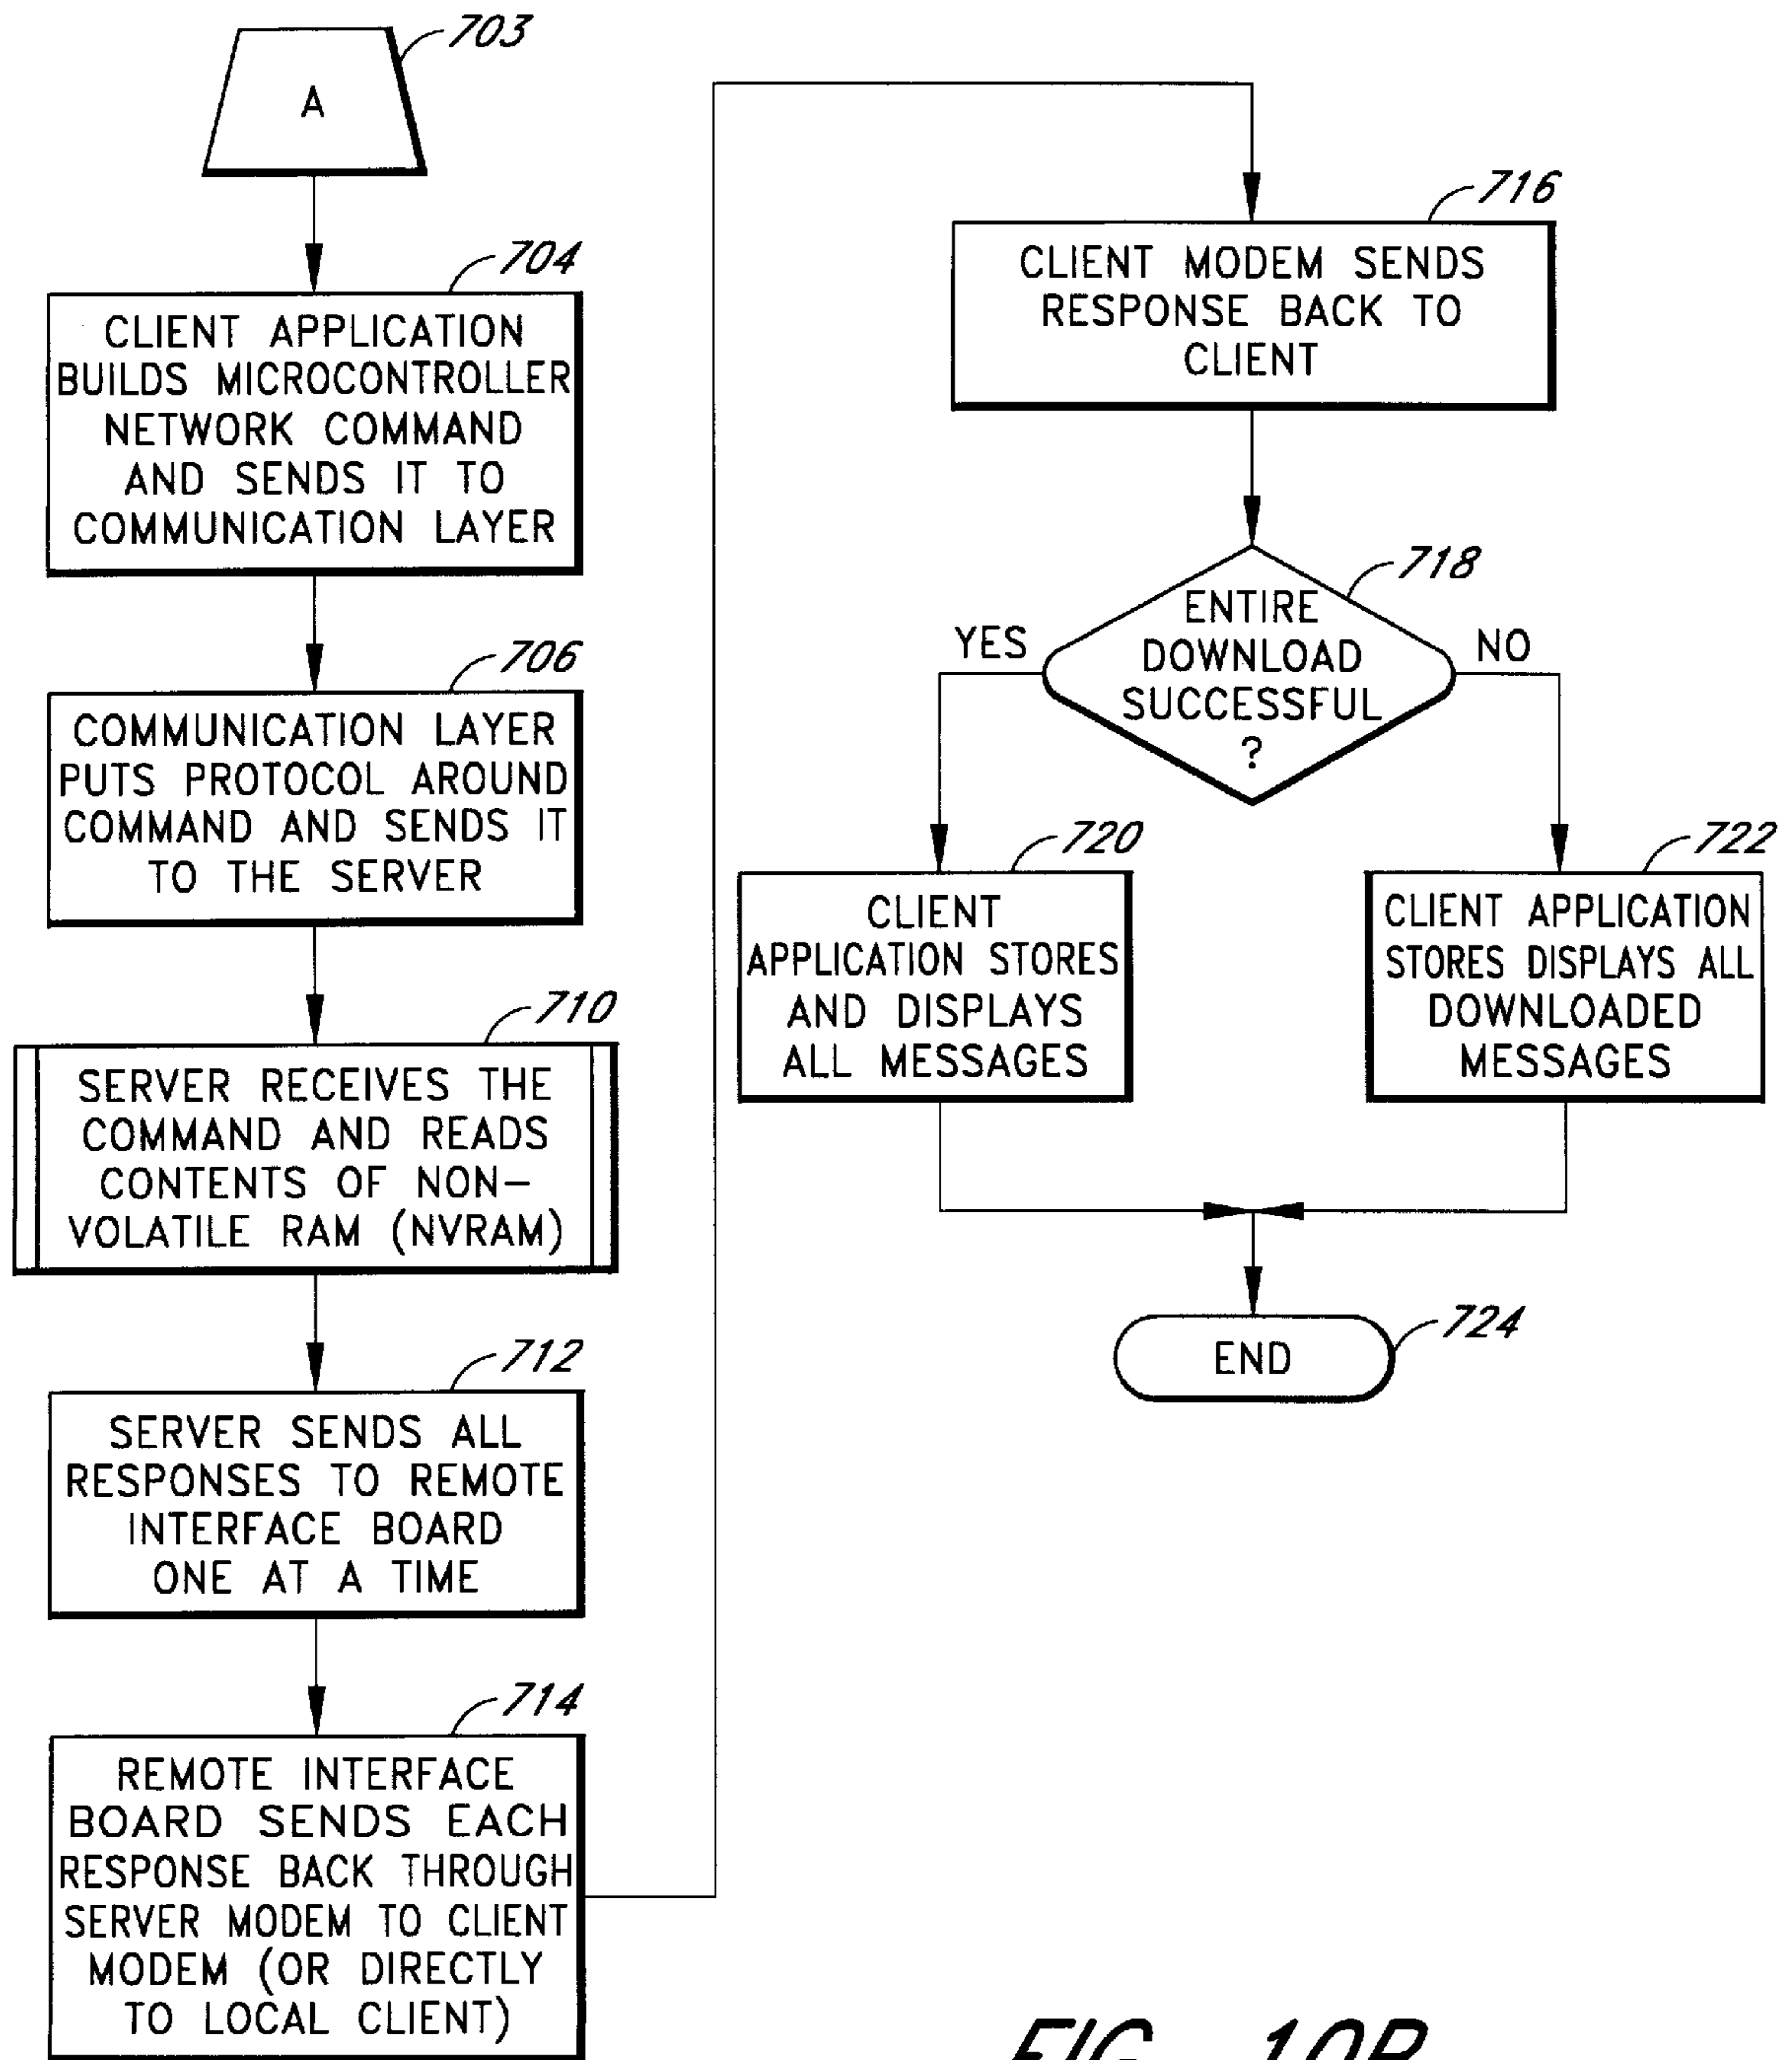 703
A
704
CLIENT APPLICATION
BUILDS MICROCONTROLLER
NETWORK COMMAND
AND SENDS IT TO
COMMUNICATION LAYER
706
COMMUNICATION LAYER
PUTS PROTOCOL AROUND
COMMAND AND SENDS IT
TO THE SERVER
710
SERVER RECEIVES THE
COMMAND AND READS
CONTENTS OF NON-
VOLATILE RAM (NVRAM)
712
SERVER SENDS ALL
RESPONSES TO REMOTE
INTERFACE BOARD
ONE AT A TIME
714
REMOTE INTERFACE
BOARD SENDS EACH
RESPONSE BACK THROUGH
SERVER MODEM TO CLIENT
MODEM (OR DIRECTLY
TO LOCAL CLIENT)
716
CLIENT MODEM SENDS
RESPONSE BACK TO
CLIENT
718
ENTIRE
DOWNLOAD
SUCCESSFUL
?
YES
NO
720
CLIENT
APPLICATION STORES
AND DISPLAYS
ALL MESSAGES
722
CLIENT APPLICATION
STORES DISPLAYS ALL
DOWNLOADED
MESSAGES
724
END
FIG. 10B